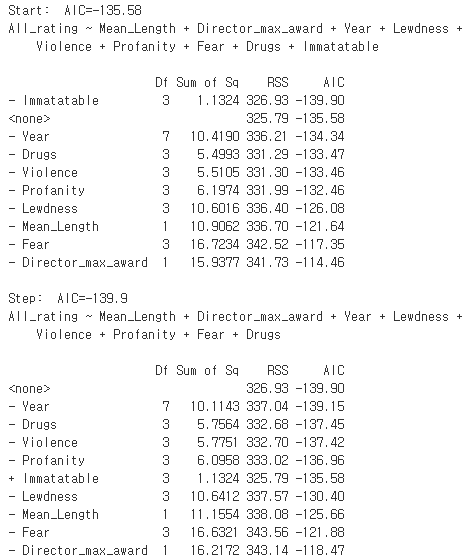 Start:  AIC=-135.58
All_rating ~ Mean_Length + Director_max_award + Year + Lewdness +
    Violence + Profanity + Fear + Drugs + Immatatable

                     Df Sum of Sq    RSS     AIC
- Immatatable         3    1.1324 326.93 -139.90
<none>                            325.79 -135.58
- Year                7   10.4190 336.21 -134.34
- Drugs               3    5.4993 331.29 -133.47
- Violence            3    5.5105 331.30 -133.46
- Profanity           3    6.1974 331.99 -132.46
- Lewdness            3   10.6016 336.40 -126.08
- Mean_Length         1   10.9062 336.70 -121.64
- Fear                3   16.7234 342.52 -117.35
- Director_max_award  1   15.9377 341.73 -114.46

Step:  AIC=-139.9
All_rating ~ Mean_Length + Director_max_award + Year + Lewdness +
    Violence + Profanity + Fear + Drugs

                     Df Sum of Sq    RSS     AIC
<none>                            326.93 -139.90
- Year                7   10.1143 337.04 -139.15
- Drugs               3    5.7564 332.68 -137.45
- Violence            3    5.7751 332.70 -137.42
- Profanity           3    6.0958 333.02 -136.96
+ Immatatable         3    1.1324 325.79 -135.58
- Lewdness            3   10.6412 337.57 -130.40
- Mean_Length         1   11.1554 338.08 -125.66
- Fear                3   16.6321 343.56 -121.88
- Director_max_award  1   16.2172 343.14 -118.47